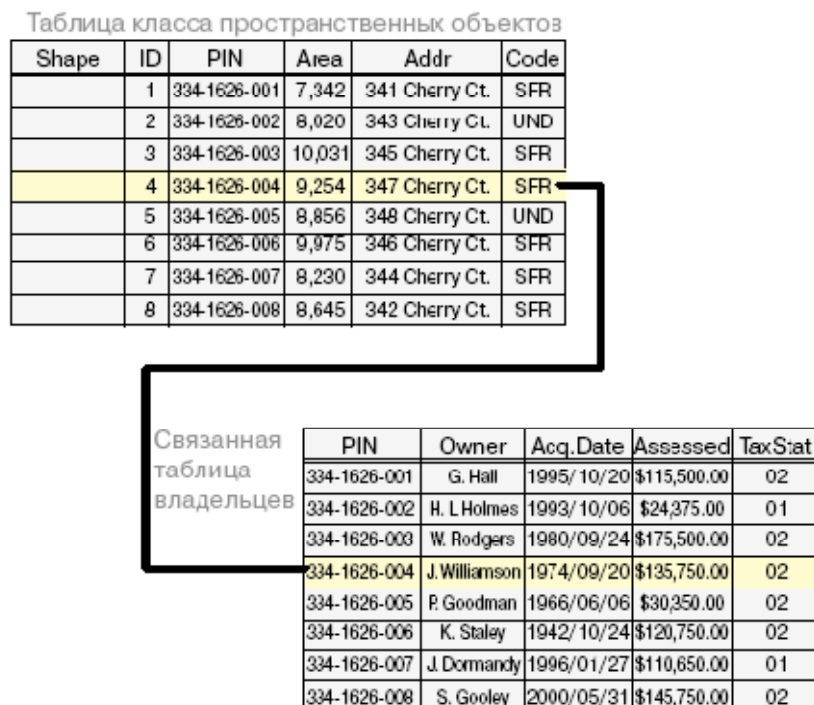 Таблица класса пространственных объектов
Shape ID PIN Area Addr Code
1 334-1626-001 7,342 341 Cherry Ct. SFR
2 334-1626-002 8,020 343 Cherry Ct. UND
3 334-1626-003 10,031 345 Cherry Ct. SFR
4 334-1626-004 9,254 347 Cherry Ct. SFR
5 334-1626-005 8,856 348 Cherry Ct. UND
6 334-1626-006 9,975 346 Cherry Ct. SFR
7 334-1626-007 8,230 344 Cherry Ct. SFR
8 334-1626-008 8,645 342 Cherry Ct. SFR
Связанная
таблица
владельцев
PIN Owner Acq.Date Assessed TaxStat
334-1626-001 G. Hall 1995/10/20 $115,500.00 02
334-1626-002 H. L Holmes 1993/10/06 $24,375.00 01
334-1626-003 W. Rodgers 1980/09/24 $175,500.00 02
334-1626-004 J. Williamson 1974/09/20 $135,750.00 02
334-1626-005 P. Goodman 1966/06/06 $30,350.00 02
334-1626-006 K. Staley 1942/10/24 $120,750.00 02
334-1626-007 J. Dormandy 1996/01/27 $110,650.00 01
334-1626-008 S. Gooley 2000/05/31 $145,750.00 02